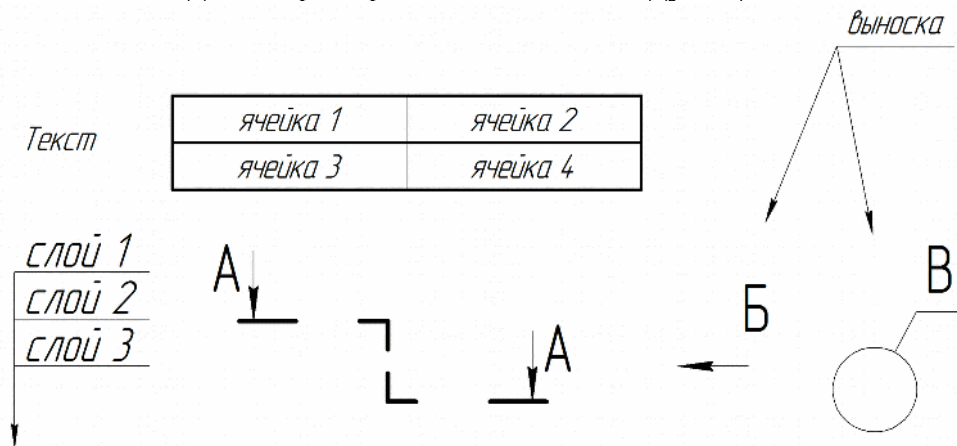 выноска
ячейка 1 ячейка 2
Текст
ячейка 3 ячейка 4
слой 1
слой 2
слой 3
А
А
Б
В